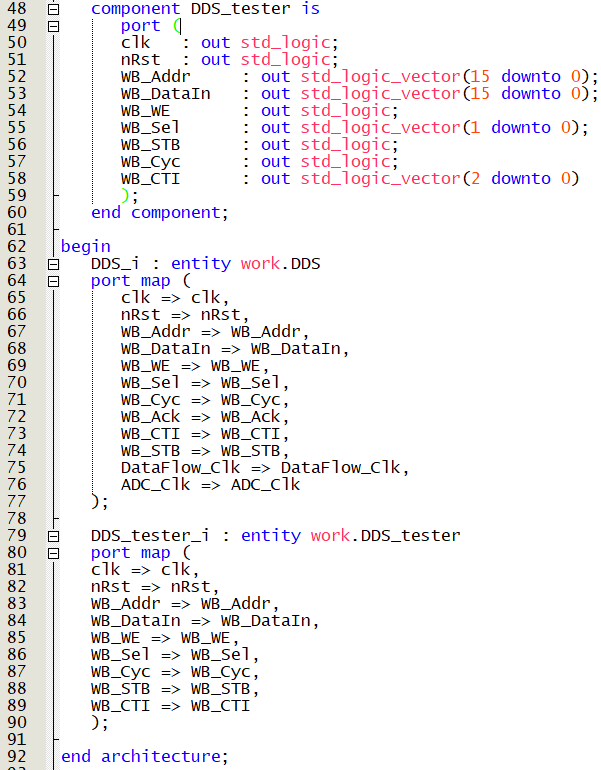 48 component DDS_tester is
49 port (
50 clk : out std_logic;
51 nRst : out std_logic;
52 WB_Addr : out std_logic_vector(15 downto 0);
53 WB_DataIn : out std_logic_vector(15 downto 0);
54 WB_WE : out std_logic;
55 WB_Sel : out std_logic_vector(1 downto 0);
56 WB_STB : out std_logic;
57 WB_Cyc : out std_logic;
58 WB_CTI : out std_logic_vector(2 downto 0)
59 );
60 end component;
61
62 begin
63 DDS_i : entity work.DDS
64 port map (
65 clk => clk,
66 nRst => nRst,
67 WB_Addr => WB_Addr,
68 WB_DataIn => WB_DataIn,
69 WB_WE => WB_WE,
70 WB_Sel => WB_Sel,
71 WB_Cyc => WB_Cyc,
72 WB_Ack => WB_Ack,
73 WB_CTI => WB_CTI,
74 WB_STB => WB_STB,
75 DataFlow_Clk => DataFlow_Clk,
76 ADC_Clk => ADC_Clk
77 );
78
79 DDS_tester_i : entity work.DDS_tester
80 port map (
81 clk => clk,
82 nRst => nRst,
83 WB_Addr => WB_Addr,
84 WB_DataIn => WB_DataIn,
85 WB_WE => WB_WE,
86 WB_Sel => WB_Sel,
87 WB_Cyc => WB_Cyc,
88 WB_STB => WB_STB,
89 WB_CTI => WB_CTI
90 );
91
92 end architecture;